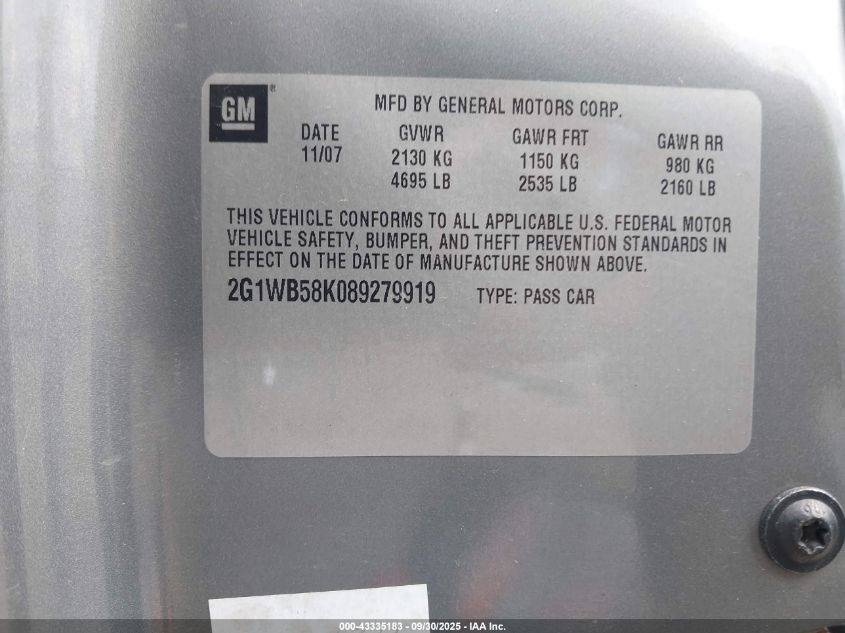 GM
MFD BY GENERAL MOTORS CORP.
DATE GVWR GAWR FRT GAWR RR
11/07 2130 KG 1150 KG 980 KG
4695 LB 2535 LB 2160 LB
THIS VEHICLE CONFORMS TO ALL APPLICABLE U.S. FEDERAL MOTOR
VEHICLE SAFETY, BUMPER, AND THEFT PREVENTION STANDARDS IN
EFFECT ON THE DATE OF MANUFACTURE SHOWN ABOVE.
2G1WB58K089279919 TYPE: PASS CAR
000-43335183 - 09/30/2025 - IAA Inc.